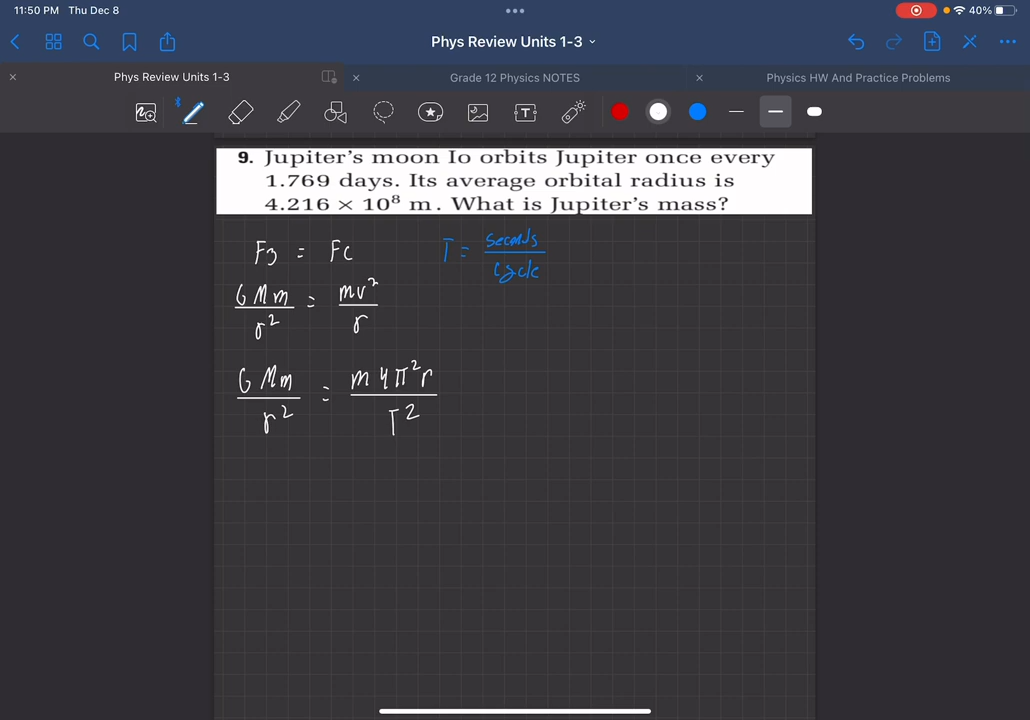 11:50 PM Thu Dec 8
40%
Phys Review Units 1-3
Phys Review Units 1-3
Grade 12 Physics NOTES
Physics HW And Practice Problems
9. Jupiter's moon Io orbits Jupiter once every
1.769 days. Its average orbital radius is
4.216 × 10⁸ m. What is Jupiter's mass?
Fg = Fc
T = seconds / cycle
GMm / r² = mv² / r
GMm / r² = m4π²r / T²